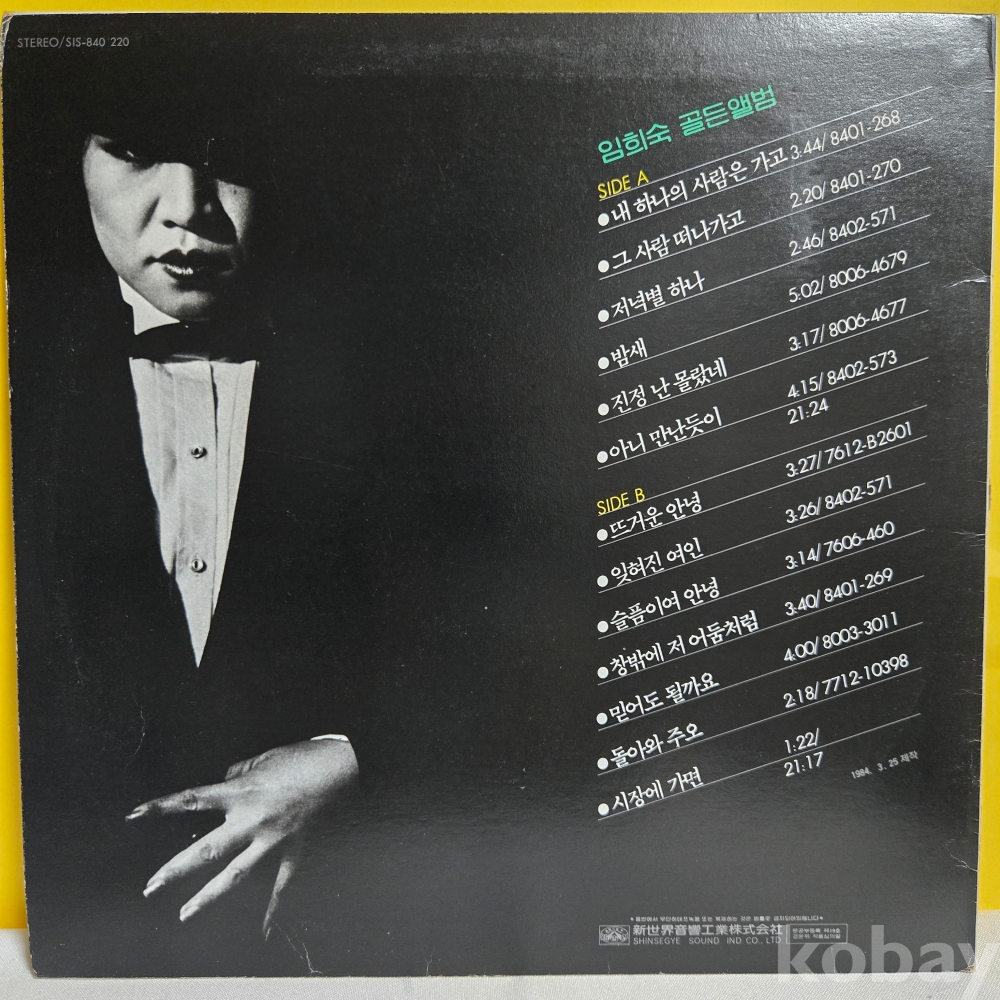 STEREO/SIS-840 220
임희숙 골든앨범
SIDE A
●내 하나의 사람은 가고 3:44/ 8401-268
●그 사람 떠나가고 2:20/ 8401-270
●저녁별 하나 2:46/ 8402-571
●밤새 5:02/ 8006-4679
●진정 난 몰랐네 3:17/ 8006-4677
●아니 만난듯이 4:15/ 8402-573
21:24
SIDE B
●뜨거운 안녕 3:27/ 7612-B2601
●잊혀진 여인 3:26/ 8402-571
●슬픔이여 안녕 3:14/ 7606-460
●창밖에 저 어둠처럼 3:40/ 8401-269
●믿어도 될까요 4:00/ 8003-3011
●돌아와 주오 2:18/ 7712-10398
●시장에 가면 1:22/
21:17
1984. 3. 25 제작
新世界音響工業株式会社
SHINSEGYE SOUND IND CO., LTD.
kobay